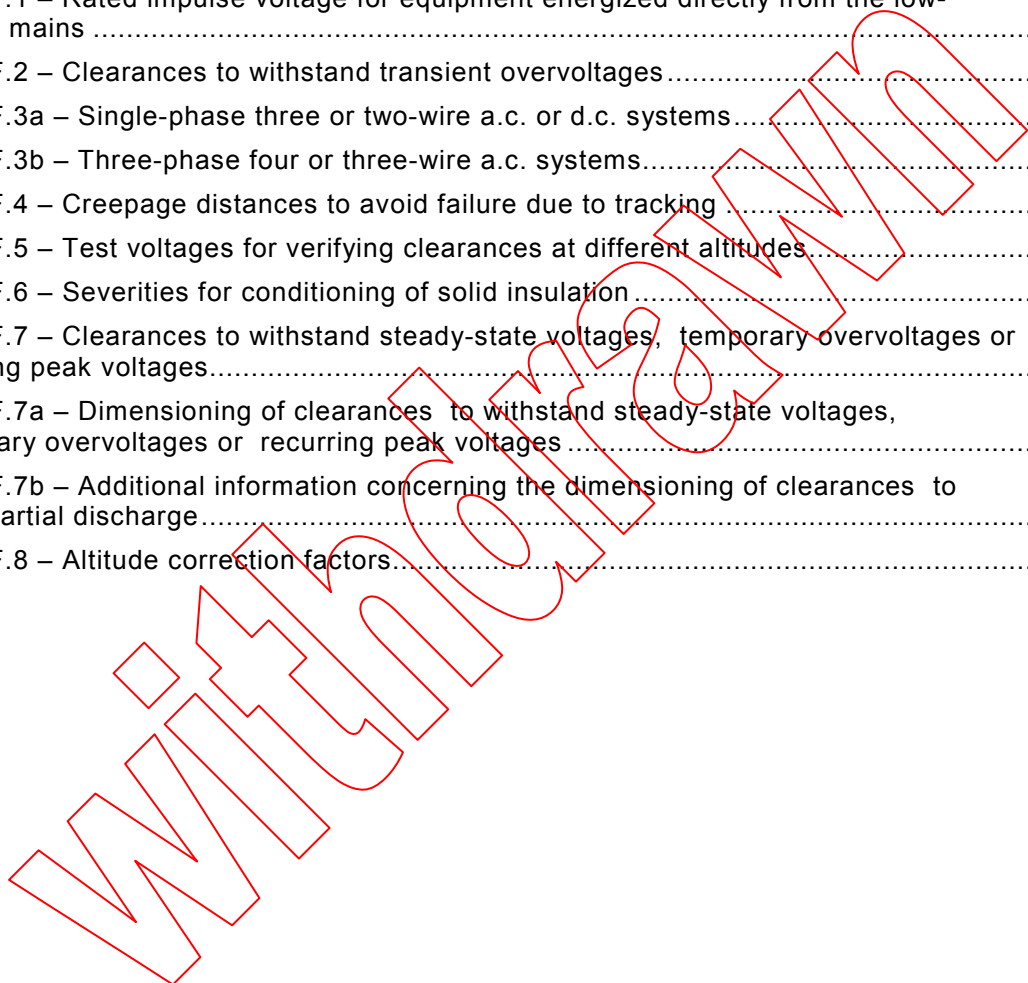 .1 – Rated impulse voltage for equipment energized directly from the low-
mains ..........
F.2 – Clearances to withstand transient overvoltages..........
F.3a – Single-phase three or two-wire a.c. or d.c. systems..........
F.3b – Three-phase four or three-wire a.c. systems..........
F.4 – Creepage distances to avoid failure due to tracking ..........
F.5 – Test voltages for verifying clearances at different altitudes..........
F.6 – Severities for conditioning of solid insulation ..........
F.7 – Clearances to withstand steady-state voltages, temporary overvoltages or
ng peak voltages..........
F.7a – Dimensioning of clearances to withstand steady-state voltages,
ary overvoltages or recurring peak voltages ..........
F.7b – Additional information concerning the dimensioning of clearances to
artial discharge..........
F.8 – Altitude correction factors..........
withdrawn